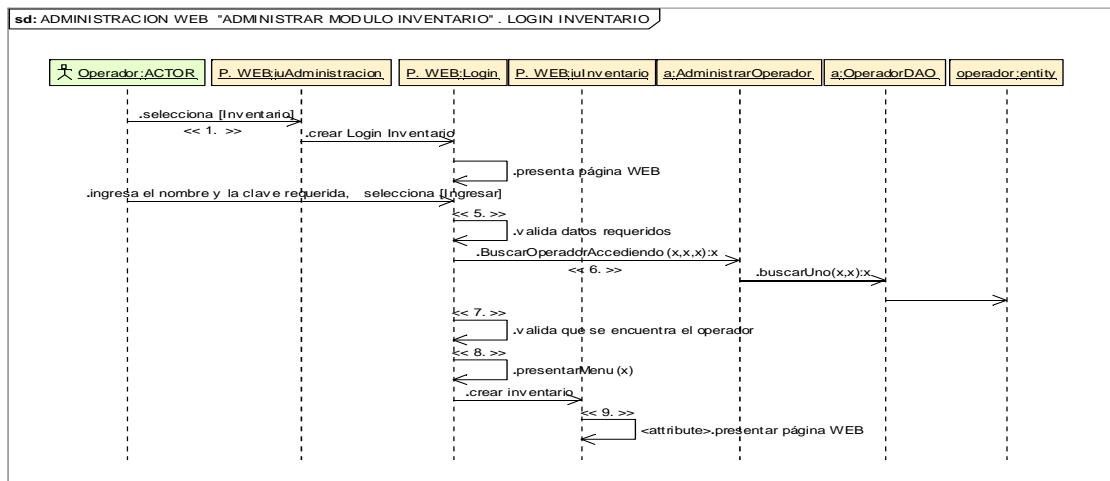 sd: ADMINISTRACION WEB "ADMINISTRAR MODULO INVENTARIO" . LOGIN INVENTARIO
Operador:ACTOR
P. WEB:iuAdministracion
P. WEB:Login
P. WEB:iuInventario
a:AdministrarOperador
a:OperadorDAO
operador:entity
.selecciona [Inventario]
<< 1. >>
.crear Login Inventario
.presenta página WEB
.ingresa el nombre y la clave requerida, selecciona [Ingresar]
<< 5. >>
.valida datos requeridos
.BuscarOperadorAccediendo(x,x,x):x
<< 6. >>
.buscarUno(x,x):x
<< 7. >>
.valida que se encuentra el operador
<< 8. >>
.presentarMenu(x)
.crear inventario
<< 9. >>
<attribute>.presentar página WEB